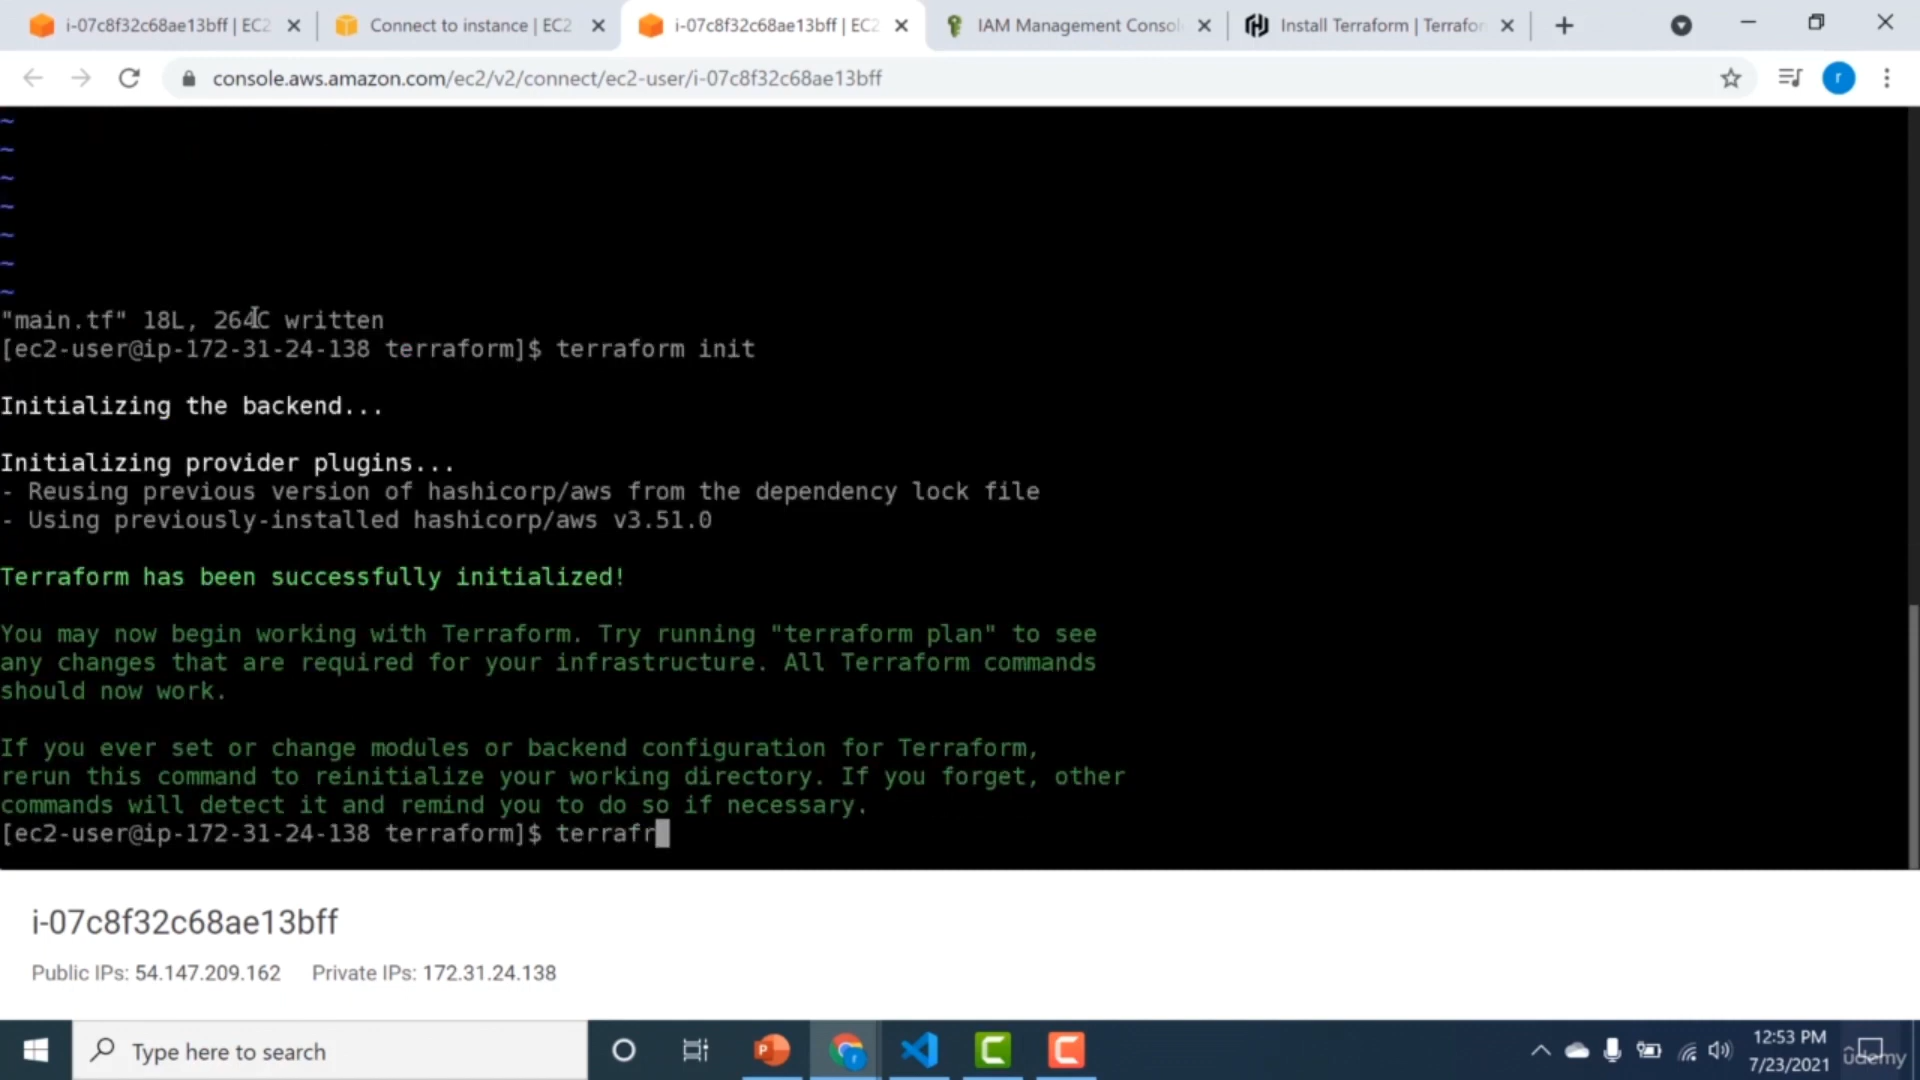 i-07c8f32c68ae13bff | EC2
Connect to instance | EC2
i-07c8f32c68ae13bff | EC2
IAM Management Consol
Install Terraform | Terrafor
console.aws.amazon.com/ec2/v2/connect/ec2-user/i-07c8f32c68ae13bff
r
~
~
~
~
~
~
~
"main.tf" 18L, 264C written
[ec2-user@ip-172-31-24-138 terraform]$ terraform init
Initializing the backend...
Initializing provider plugins...
- Reusing previous version of hashicorp/aws from the dependency lock file
- Using previously-installed hashicorp/aws v3.51.0
Terraform has been successfully initialized!
You may now begin working with Terraform. Try running "terraform plan" to see
any changes that are required for your infrastructure. All Terraform commands
should now work.
If you ever set or change modules or backend configuration for Terraform,
rerun this command to reinitialize your working directory. If you forget, other
commands will detect it and remind you to do so if necessary.
[ec2-user@ip-172-31-24-138 terraform]$ terrafr
i-07c8f32c68ae13bff
Public IPs: 54.147.209.162 Private IPs: 172.31.24.138
Type here to search
12:53 PM
7/23/2021
udemy